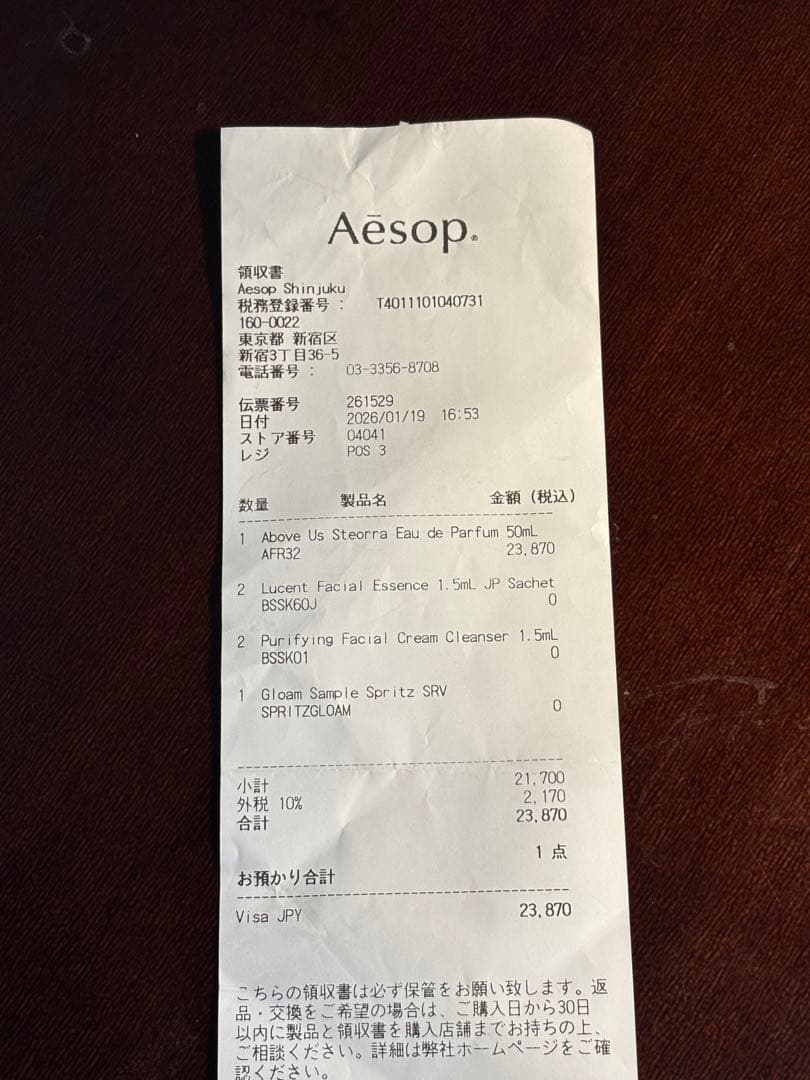 Aēsop®
領収書
Aesop Shinjuku
税務登録番号 : T4011101040731
160-0022
東京都 新宿区
新宿3丁目36-5
電話番号 : 03-3356-8708
伝票番号 261529
日付 2026/01/19 16:53
ストア番号 04041
レジ POS 3
数量 製品名 金額 (税込)
1 Above Us Steorra Eau de Parfum 50mL
AFR32 23,870
2 Lucent Facial Essence 1.5mL JP Sachet
BSSK60J 0
2 Purifying Facial Cream Cleanser 1.5mL
BSSK01 0
1 Gloam Sample Spritz SRV
SPRITZGLOAM 0
小計 21,700
外税 10% 2,170
合計 23,870
1 点
お預かり合計
Visa JPY 23,870
こちらの領収書は必ず保管をお願い致します。返
品・交換をご希望の場合は、ご購入日から30日
以内に製品と領収書を購入店舗までお持ちの上、
ご相談ください。詳細は弊社ホームページをご確
認ください。